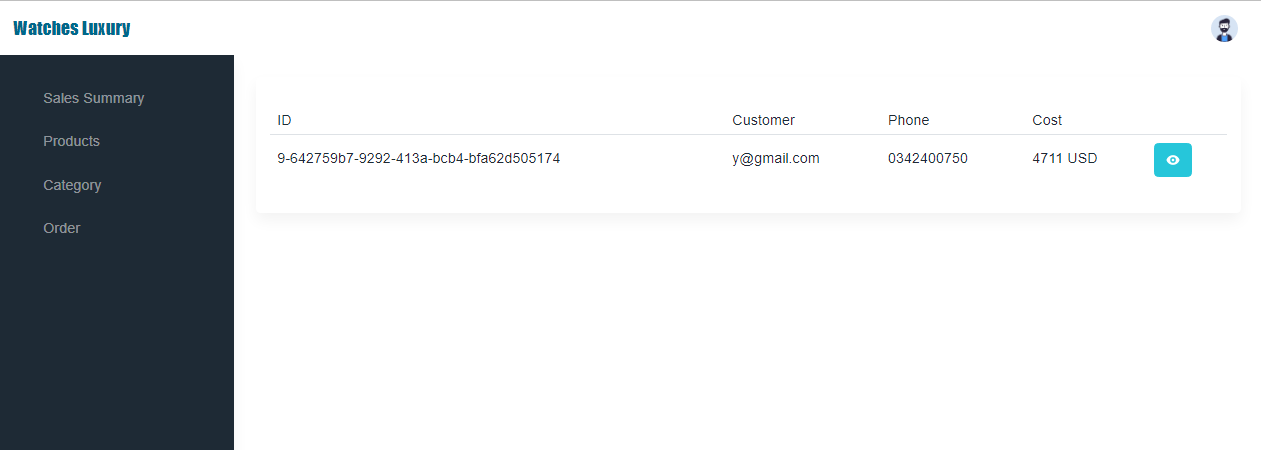 Watches Luxury
Sales Summary
Products
Category
Order
ID Customer Phone Cost
9-642759b7-9292-413a-bcb4-bfa62d505174 y@gmail.com 0342400750 4711 USD